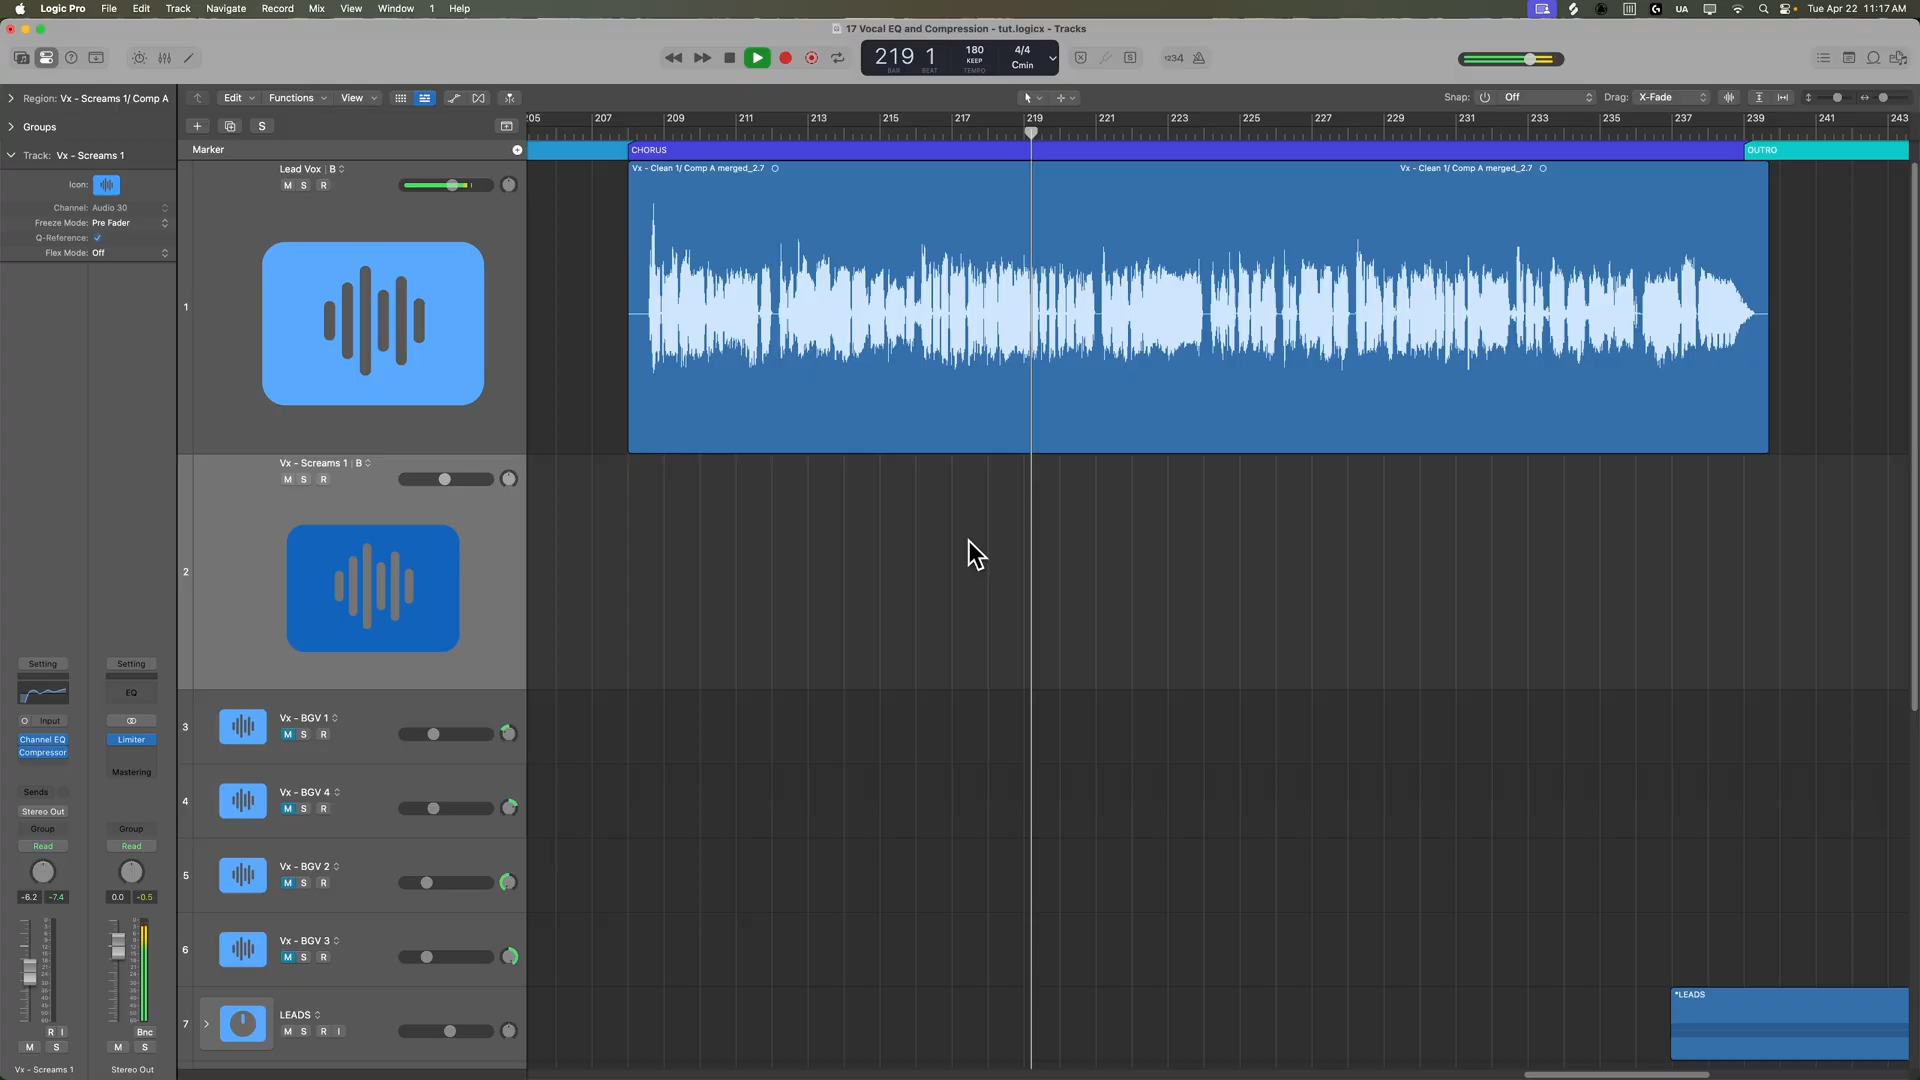 Logic Pro File Edit Track Navigate Record Mix View Window 1 Help UA Tue Apr 22 11:17 AM
17 Vocal EQ and Compression - tut.logicx - Tracks
219 1 180 4/4
KEEP Cmin
BAR BEAT TEMPO
1234
Region: Vx - Screams 1/ Comp A
Edit Functions View
Snap: Off Drag: X-Fade
Groups
S
205 207 209 211 213 215 217 219 221 223 225 227 229 231 233 235 237 239 241 243
Track: Vx - Screams 1
Marker
CHORUS OUTRO
Lead Vox | B
Vx - Clean 1/ Comp A merged_2.7 Vx - Clean 1/ Comp A merged_2.7
Icon:
M S R
Channel: Audio 30
Freeze Mode: Pre Fader
Q-Reference:
Flex Mode: Off
1
Vx - Screams 1 | B
M S R
2
Setting Setting
EQ
Input
Channel EQ Limiter
Compressor
Mastering
Sends
Stereo Out
Group Group
Read Read
-6.2 -7.4 0.0 -0.5
R I Bnc
M S M S
Vx - Screams 1 Stereo Out
3 Vx - BGV 1
M S R
4 Vx - BGV 4
M S R
5 Vx - BGV 2
M S R
6 Vx - BGV 3
M S R
7 LEADS
M S R I
*LEADS